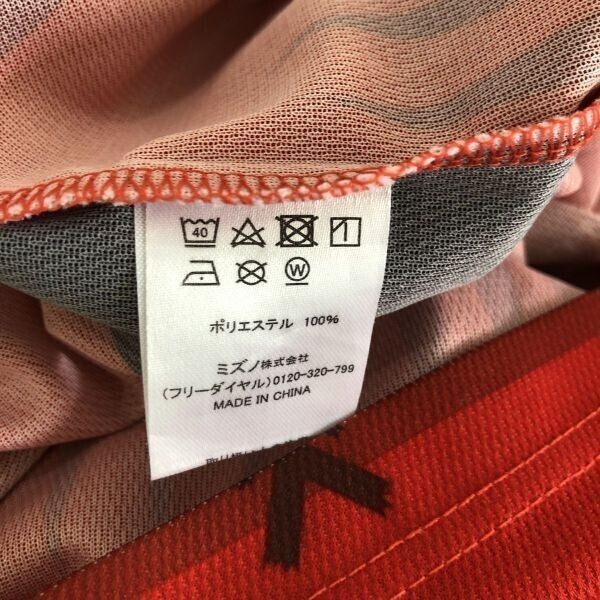 40
W
ポリエステル 100%
ミズノ株式会社
(フリーダイヤル)0120-320-799
MADE IN CHINA